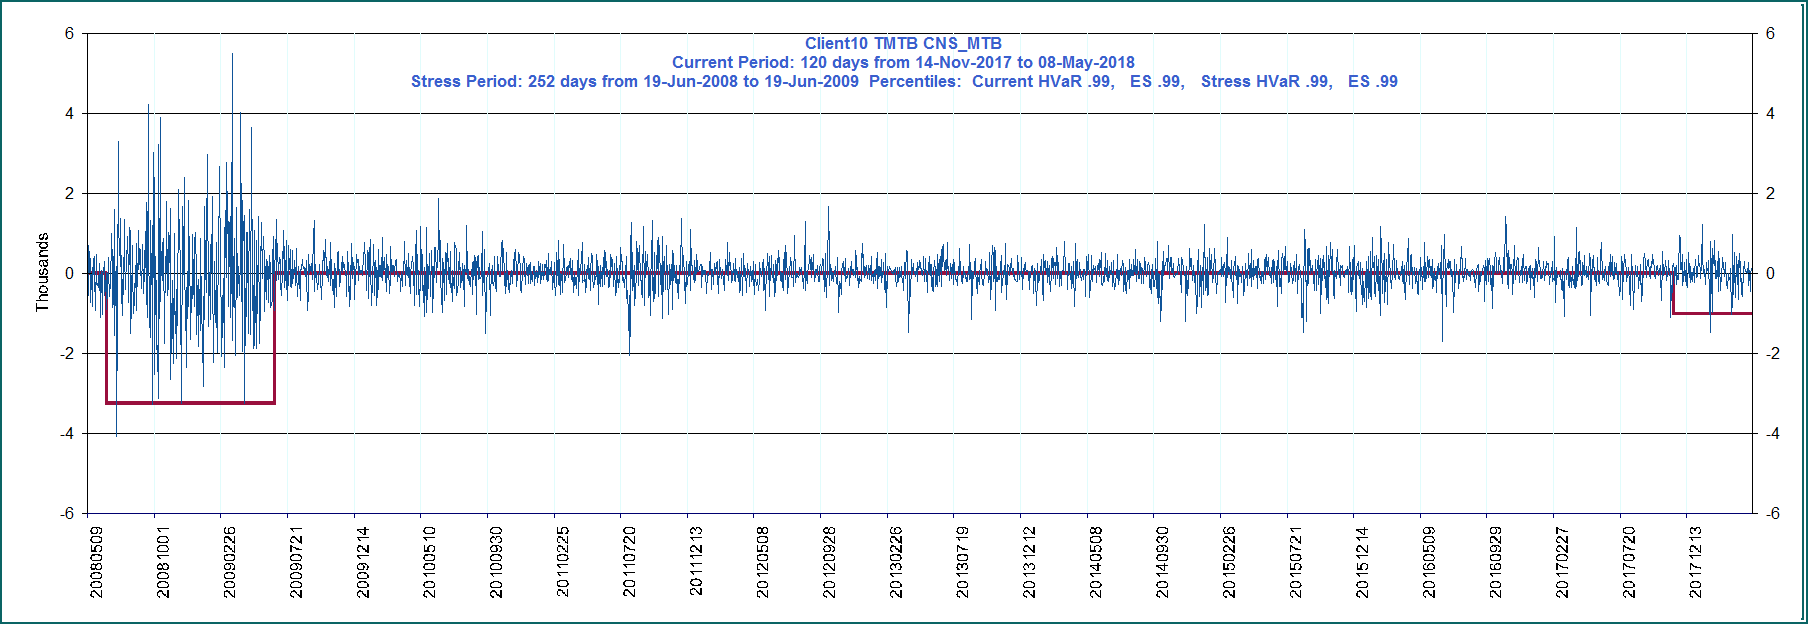 Client10 TMTB CNS_MTB
Current Period: 120 days from 14-Nov-2017 to 08-May-2018
Stress Period: 252 days from 19-Jun-2008 to 19-Jun-2009  Percentiles:  Current HVaR .99,   ES .99,   Stress HVaR .99,   ES .99
Thousands
6 6
4 4
2 2
0 0
-2 -2
-4 -4
-6 -6
20080509 20081001 20090226 20090721 20091214 20100510 20100930 20110225 20110720 20111213 20120508 20120928 20130226 20130719 20131212 20140508 20140930 20150226 20150721 20151214 20160509 20160929 20170227 20170720 20171213